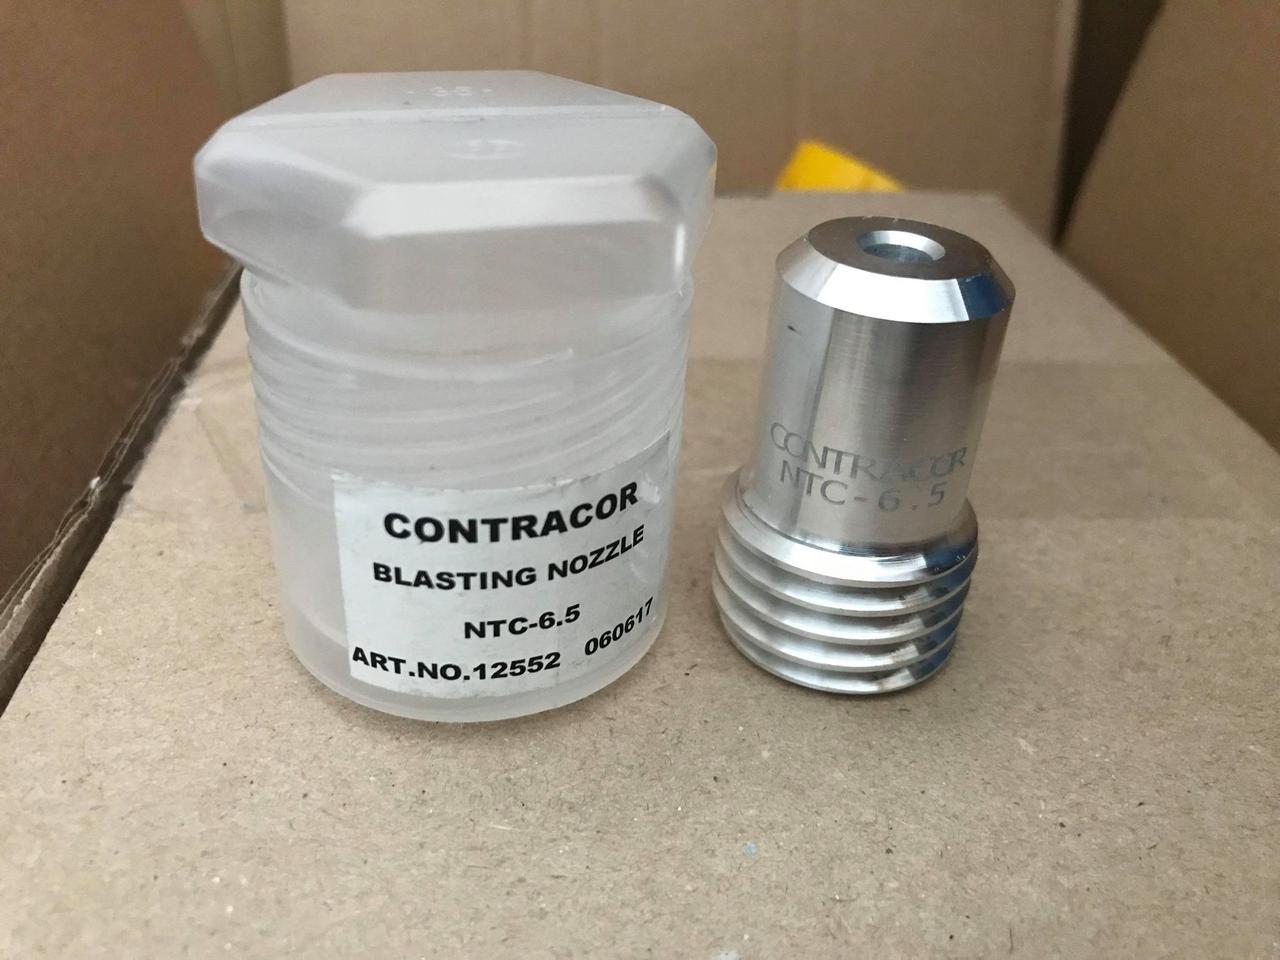 CONTRACOR
BLASTING NOZZLE
NTC-6.5
ART.NO.12552 060617
CONTRACOR
NTC-6.5